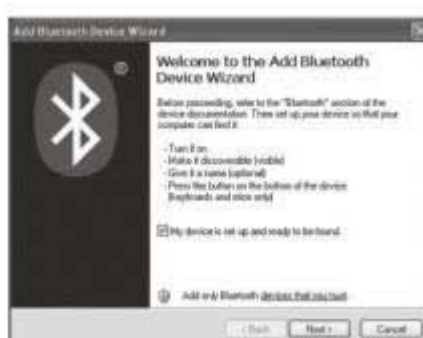 Add Bluetooth Device Wizard
Welcome to the Add Bluetooth
Device Wizard
Before proceeding, refer to the "Bluetooth" section of the
device documentation. Then set up your device so that your
computer can find it:
- Turn it on
- Make it discoverable (visible)
- Give it a name (optional)
- Press the button on the bottom of the device
(keyboards and mice only)
My device is set up and ready to be found.
Add only Bluetooth devices that you trust.
< Back
Next >
Cancel